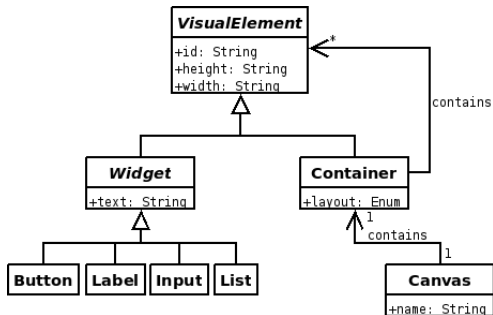 VisualElement
+id: String
+height: String
+width: String
*
contains
Widget
+text: String
Container
+layout: Enum
1
contains
1
Button
Label
Input
List
Canvas
+name: String